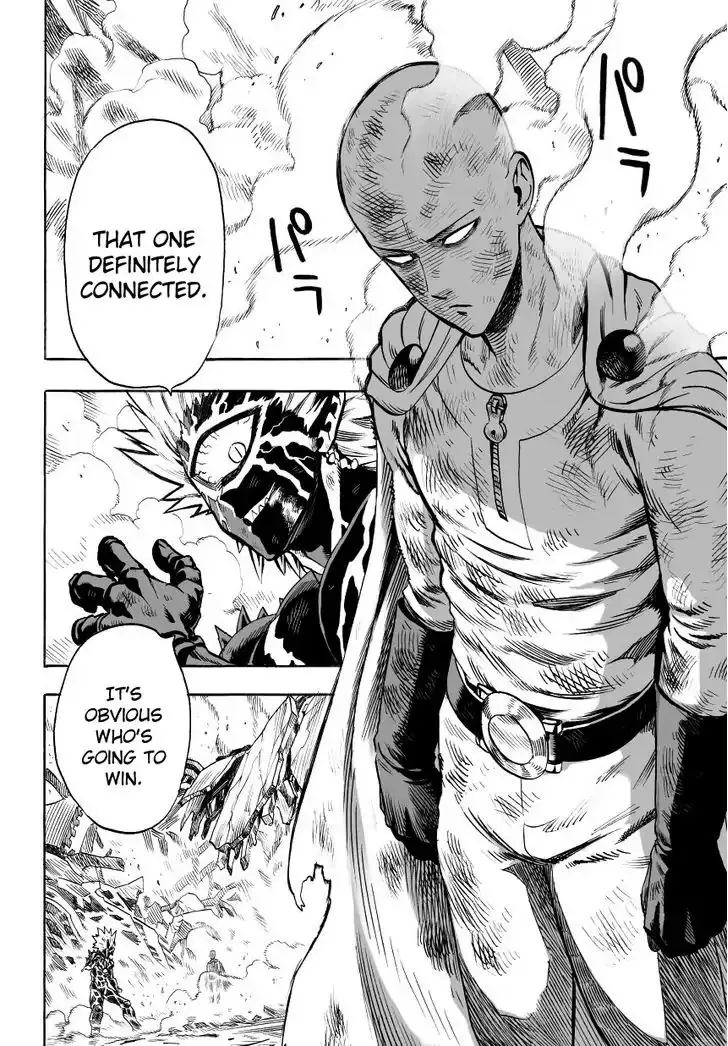 パラ
パラ
THAT ONE
DEFINITELY
CONNECTED.
IT'S
OBVIOUS
WHO'S
GOING TO
WIN.